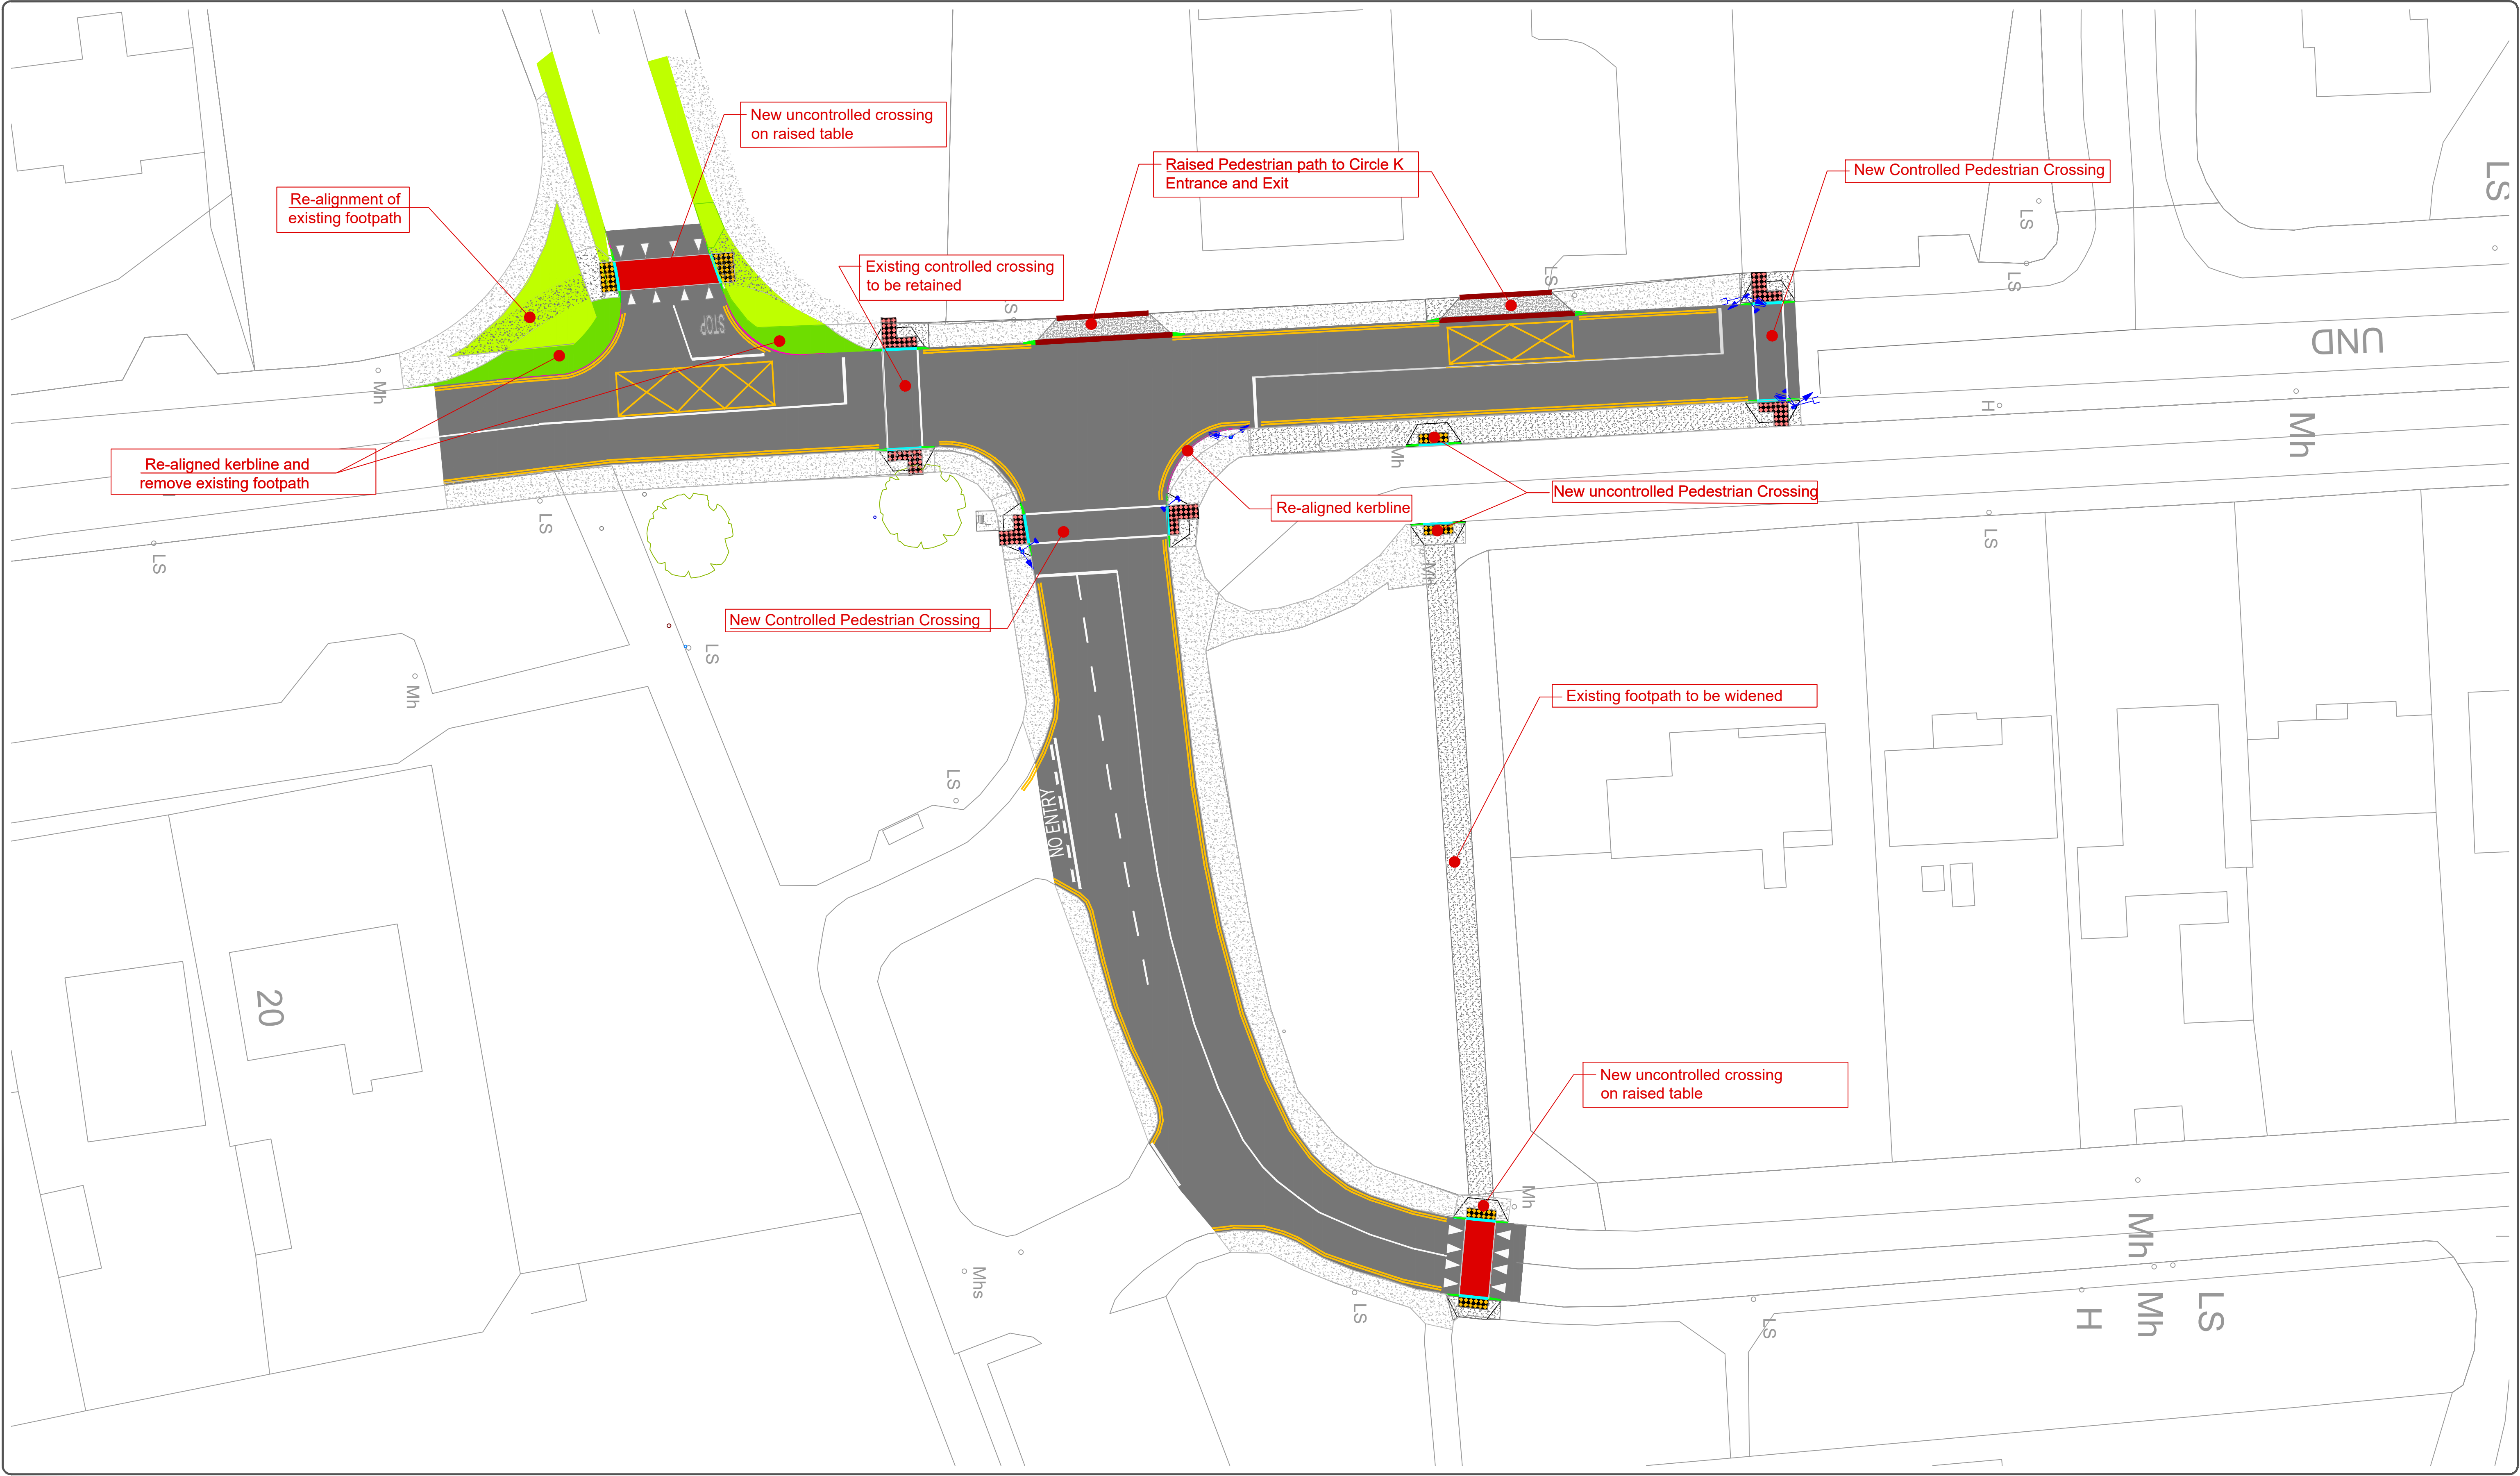 New uncontrolled crossing
on raised table
Raised Pedestrian path to Circle K
Entrance and Exit
New Controlled Pedestrian Crossing
LS
Re-alignment of
existing footpath
LS
Existing controlled crossing
to be retained
LS
LS
STOP
UND
Mh
H
Mh
Re-aligned kerbline and
remove existing footpath
Mh
New uncontrolled Pedestrian Crossing
Re-aligned kerbline
LS
LS
LS
Mh
New Controlled Pedestrian Crossing
LS
Mh
Existing footpath to be widened
LS
NO ENTRY
20
New uncontrolled crossing
on raised table
Mh
Mh
Mhs
LS
LS
H
Mh
LS